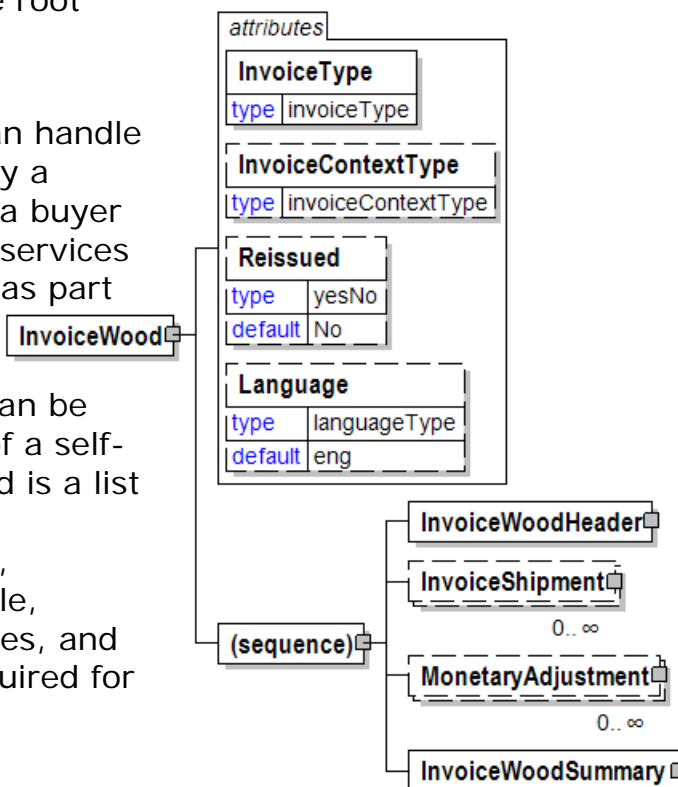 e root
an handle
y a
a buyer
services
as part
an be
of a self-
d is a list
,
le,
es, and
uired for
attributes
InvoiceType
type invoiceType
InvoiceContextType
type invoiceContextType
Reissued
type yesNo
default No
Language
type languageType
default eng
InvoiceWood
(sequence)
InvoiceWoodHeader
InvoiceShipment
0.. ∞
MonetaryAdjustment
0.. ∞
InvoiceWoodSummary